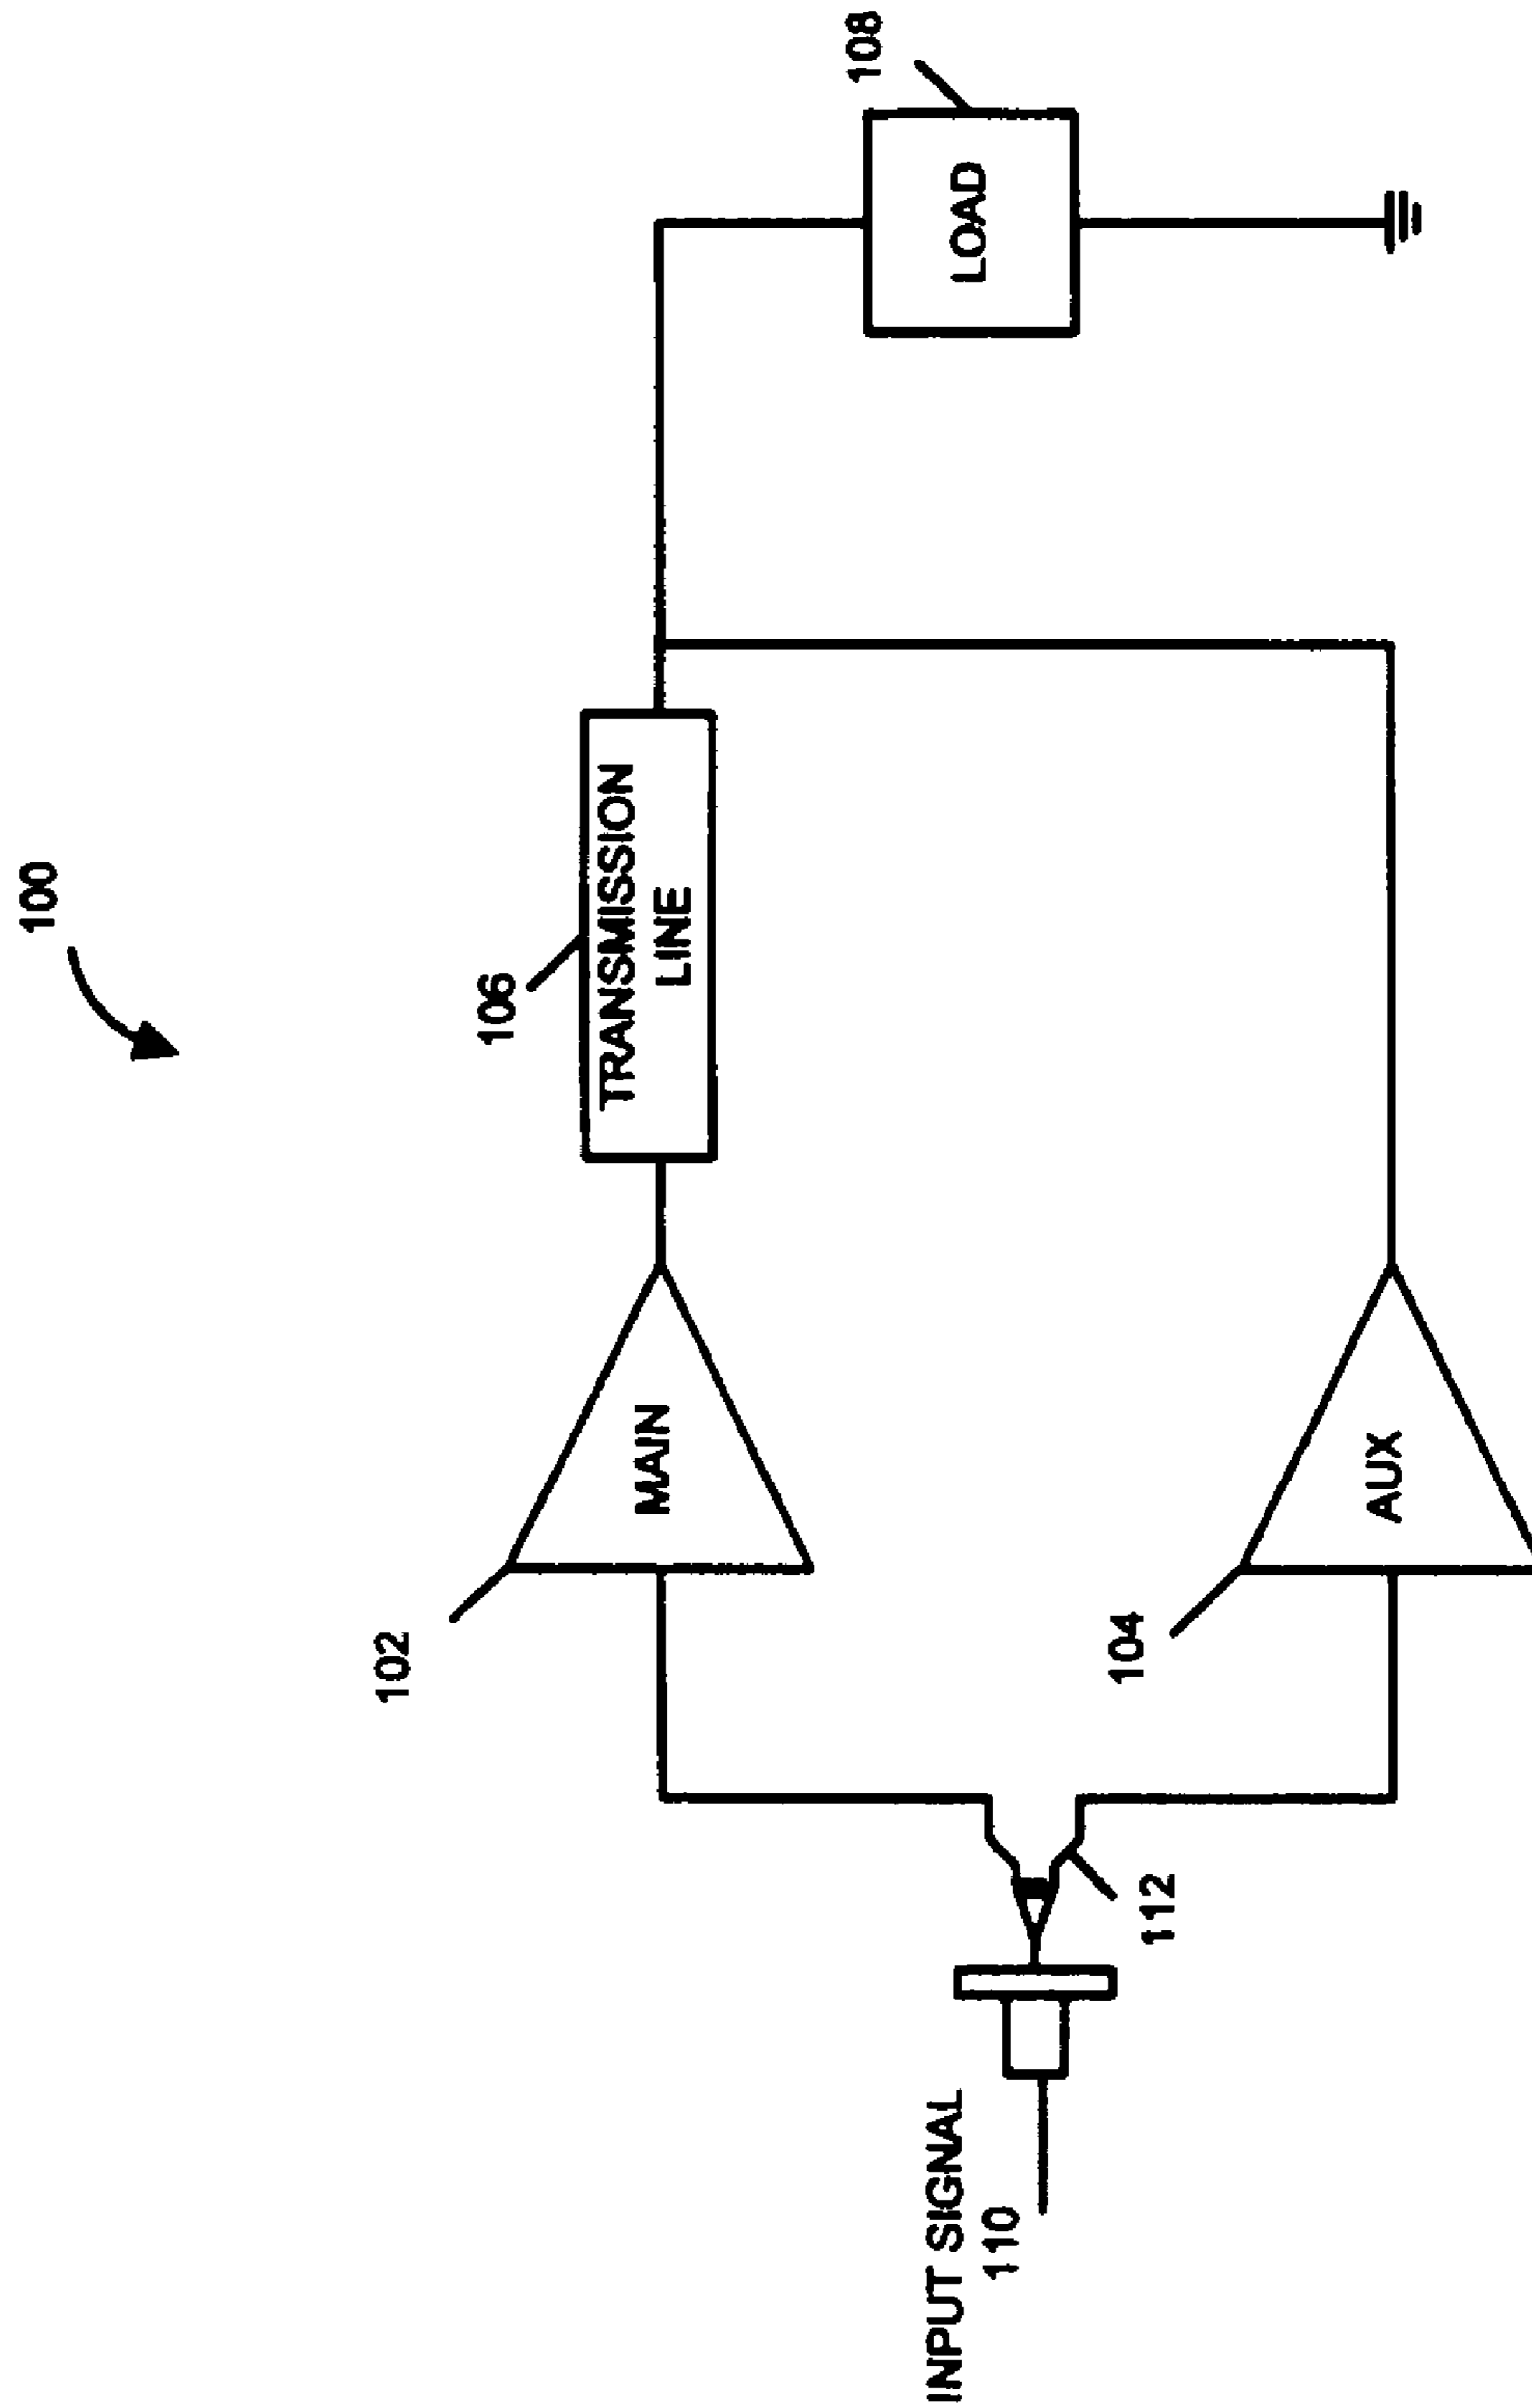 100
106
TRANSMISSION
LINE
108
LOAD
102
MAIN
104
AUX
112
INPUT SIGNAL
110